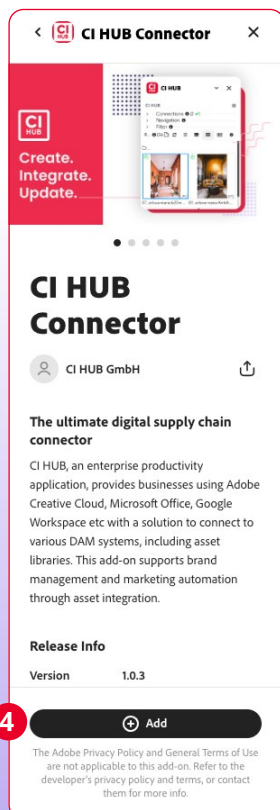 CI HUB Connector
CI HUB
CI HUB
Create.
Integrate.
Update.
CI HUB
CI HUB
Connections
Navigation
Filter
CI HUB
Connector
CI HUB GmbH
The ultimate digital supply chain
connector
CI HUB, an enterprise productivity
application, provides businesses using Adobe
Creative Cloud, Microsoft Office, Google
Workspace etc with a solution to connect to
various DAM systems, including asset
libraries. This add-on supports brand
management and marketing automation
through asset integration.
Release Info
Version 1.0.3
4
Add
The Adobe Privacy Policy and General Terms of Use
are not applicable to this add-on. Refer to the
developer's privacy policy and terms, or contact
them for more info.